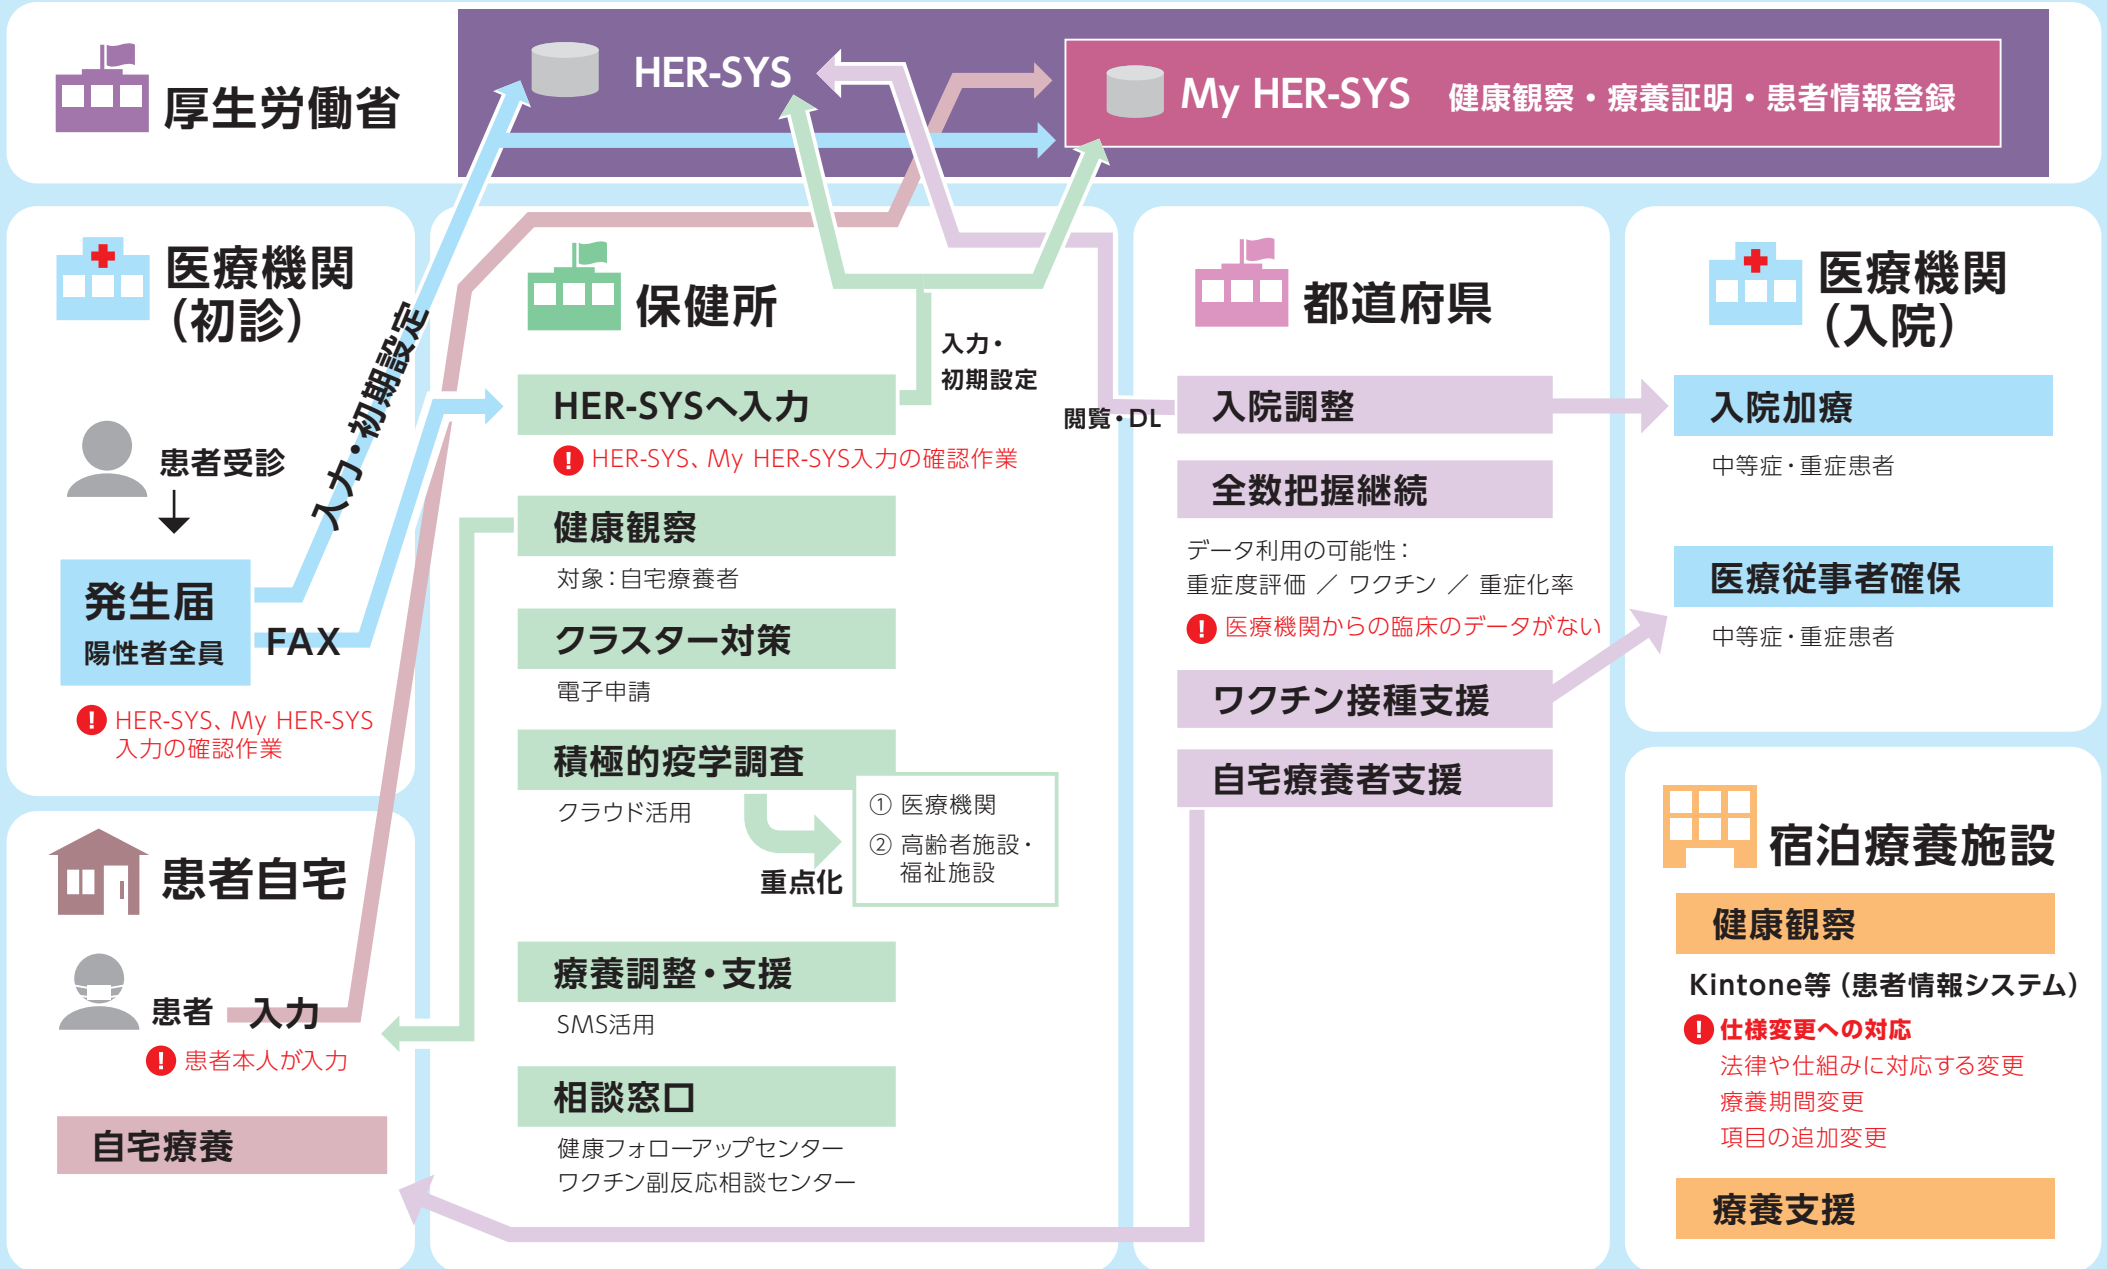 厚生労働省
HER-SYS
My HER-SYS 健康観察・療養証明・患者情報登録
医療機関
（初診）
患者受診
入力・初期設定
発生届
陽性者全員
FAX
! HER-SYS、My HER-SYS
入力の確認作業
患者自宅
患者 入力
! 患者本人が入力
自宅療養
保健所
入力・
初期設定
HER-SYSへ入力
! HER-SYS、My HER-SYS入力の確認作業
健康観察
対象：自宅療養者
クラスター対策
電子申請
積極的疫学調査
クラウド活用
重点化
① 医療機関
② 高齢者施設・
福祉施設
療養調整・支援
SMS活用
相談窓口
健康フォローアップセンター
ワクチン副反応相談センター
都道府県
閲覧・DL
入院調整
全数把握継続
データ利用の可能性：
重症度評価 ／ ワクチン ／ 重症化率
! 医療機関からの臨床のデータがない
ワクチン接種支援
自宅療養者支援
医療機関
（入院）
入院加療
中等症・重症患者
医療従事者確保
中等症・重症患者
宿泊療養施設
健康観察
Kintone等（患者情報システム）
! 仕様変更への対応
法律や仕組みに対応する変更
療養期間変更
項目の追加変更
療養支援